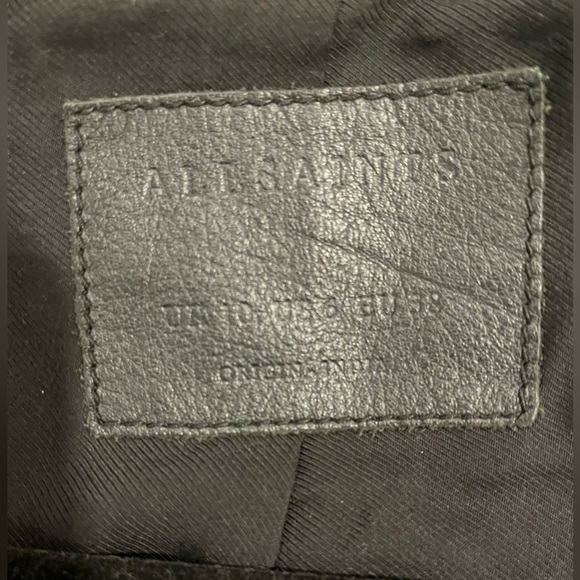 ALLSAINTS
UK 10 US 6 EU 38
ORIGIN: INDIA